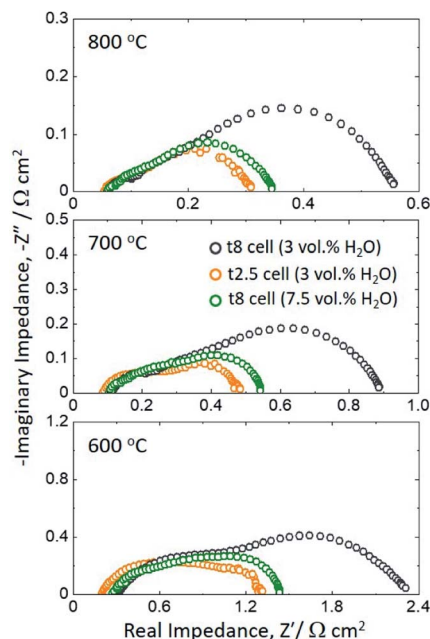 0.3
800 °C
0.2
0.1
0
0 0.2 0.4 0.6
0.5
700 °C
0.4
0.3
0.2
0.1
0
t8 cell (3 vol.% H₂O)
t2.5 cell (3 vol.% H₂O)
t8 cell (7.5 vol.% H₂O)
0 0.2 0.4 0.6 0.8 1.0
1.2
600 °C
0.8
0.4
0
0 0.6 1.2 1.8 2.4
-Imaginary Impedance, -Z″/ Ω cm²
Real Impedance, Z′/ Ω cm²